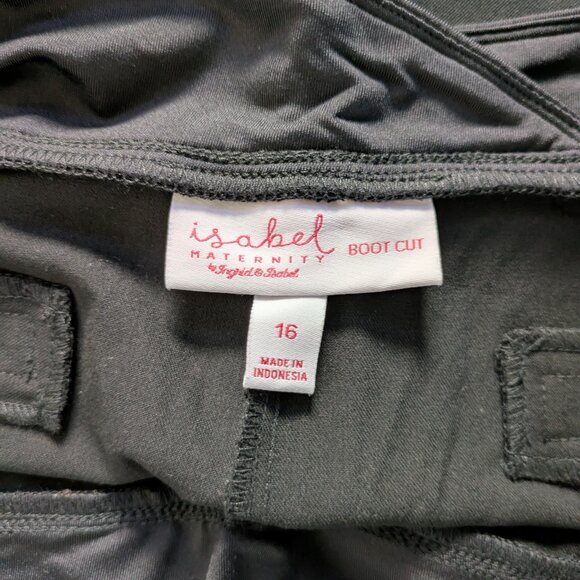 isabel
MATERNITY
by Ingrid & Isabel
BOOT CUT
16
MADE IN
INDONESIA